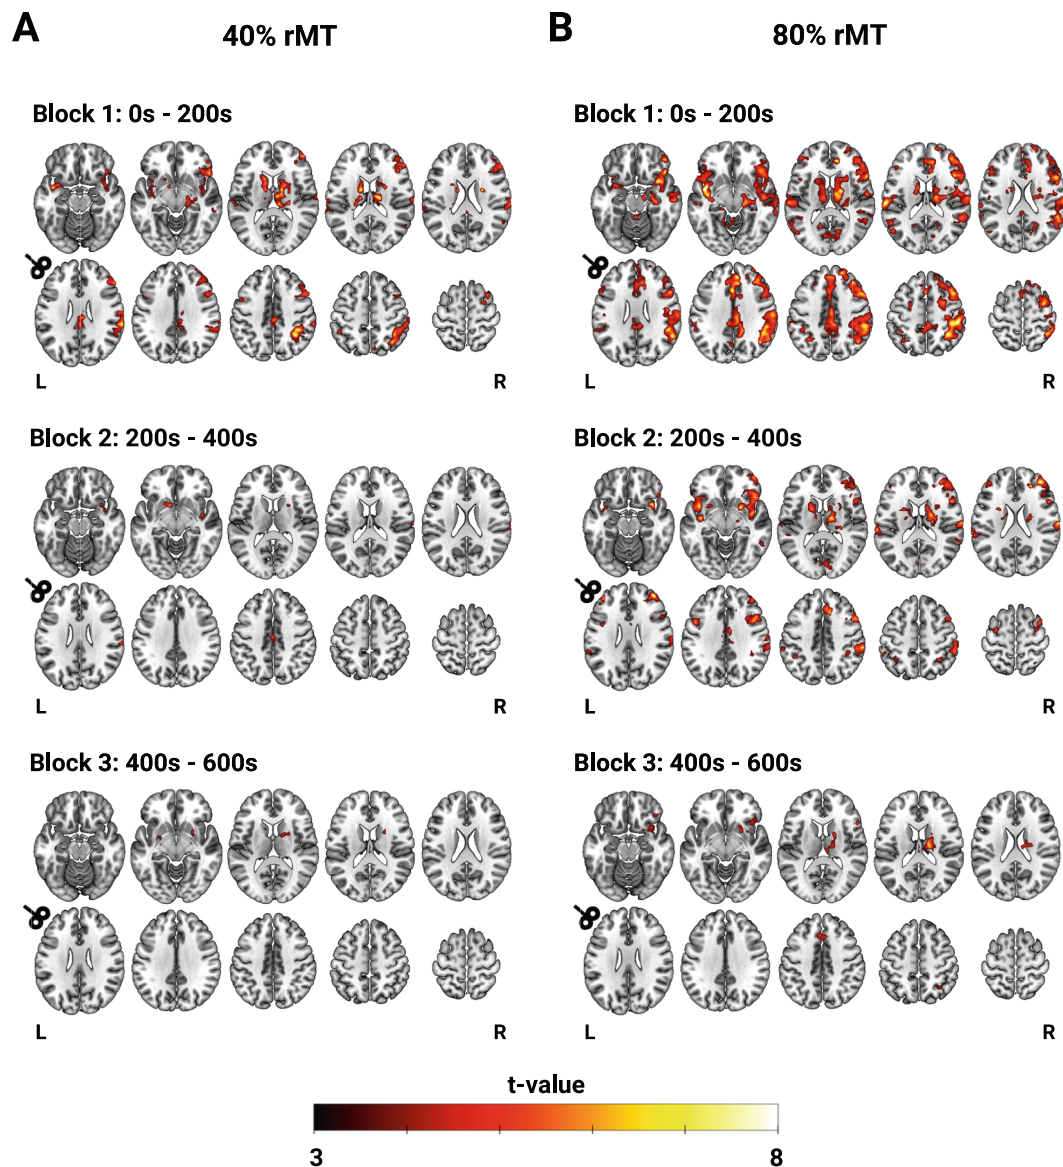 A
40% rMT
B
80% rMT
Block 1: 0s - 200s
Block 1: 0s - 200s
L
R
L
R
Block 2: 200s - 400s
Block 2: 200s - 400s
L
R
L
R
Block 3: 400s - 600s
Block 3: 400s - 600s
L
R
L
R
t-value
3
8